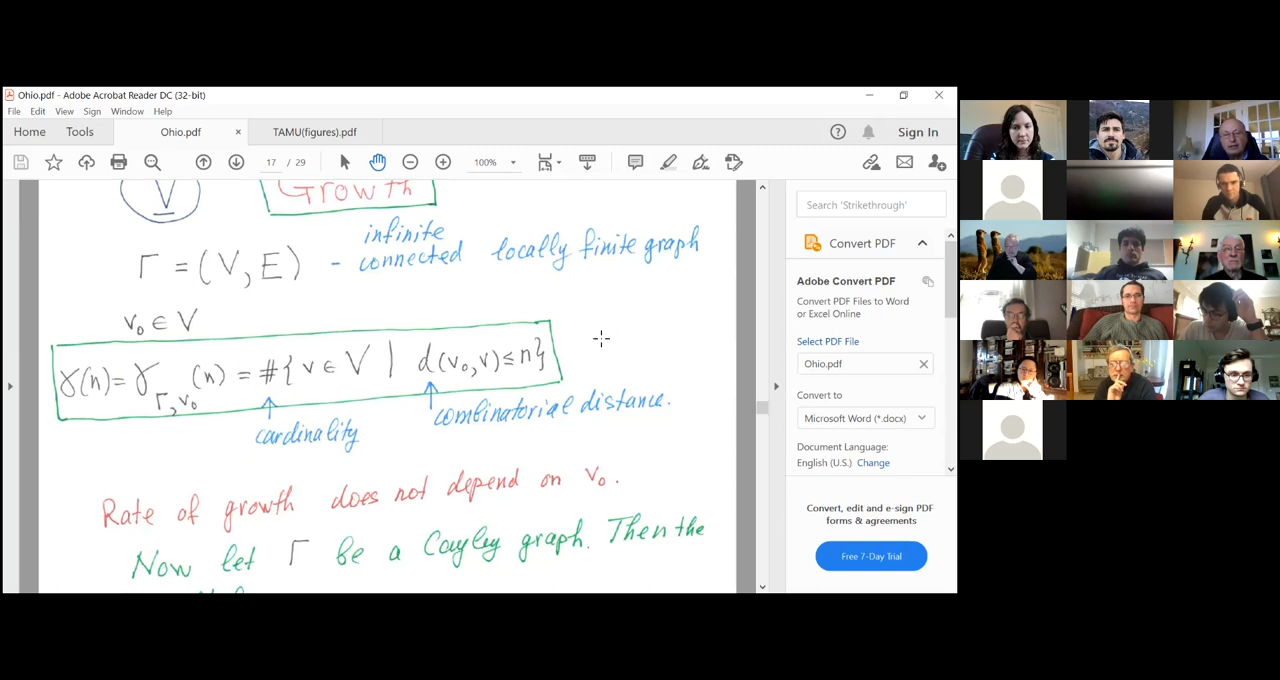 Ohio.pdf - Adobe Acrobat Reader DC (32-bit)
File Edit View Sign Window Help
Home Tools Ohio.pdf × TAMU(figures).pdf Sign In
17 / 29 100%
V Growth
infinite
Γ = (V, E) - connected locally finite graph
v₀ ∈ V
γ(n) = γ_{Γ,v₀}(n) = #{ v ∈ V | d(v₀, v) ≤ n}
cardinality
combinatorial distance.
Rate of growth does not depend on v₀.
Now let Γ be a Cayley graph. Then the
Search 'Strikethrough'
Convert PDF
Adobe Convert PDF
Convert PDF Files to Word
or Excel Online
Select PDF File
Ohio.pdf
Convert to
Microsoft Word (*.docx)
Document Language:
English (U.S.) Change
Convert, edit and e-sign PDF
forms & agreements
Free 7-Day Trial